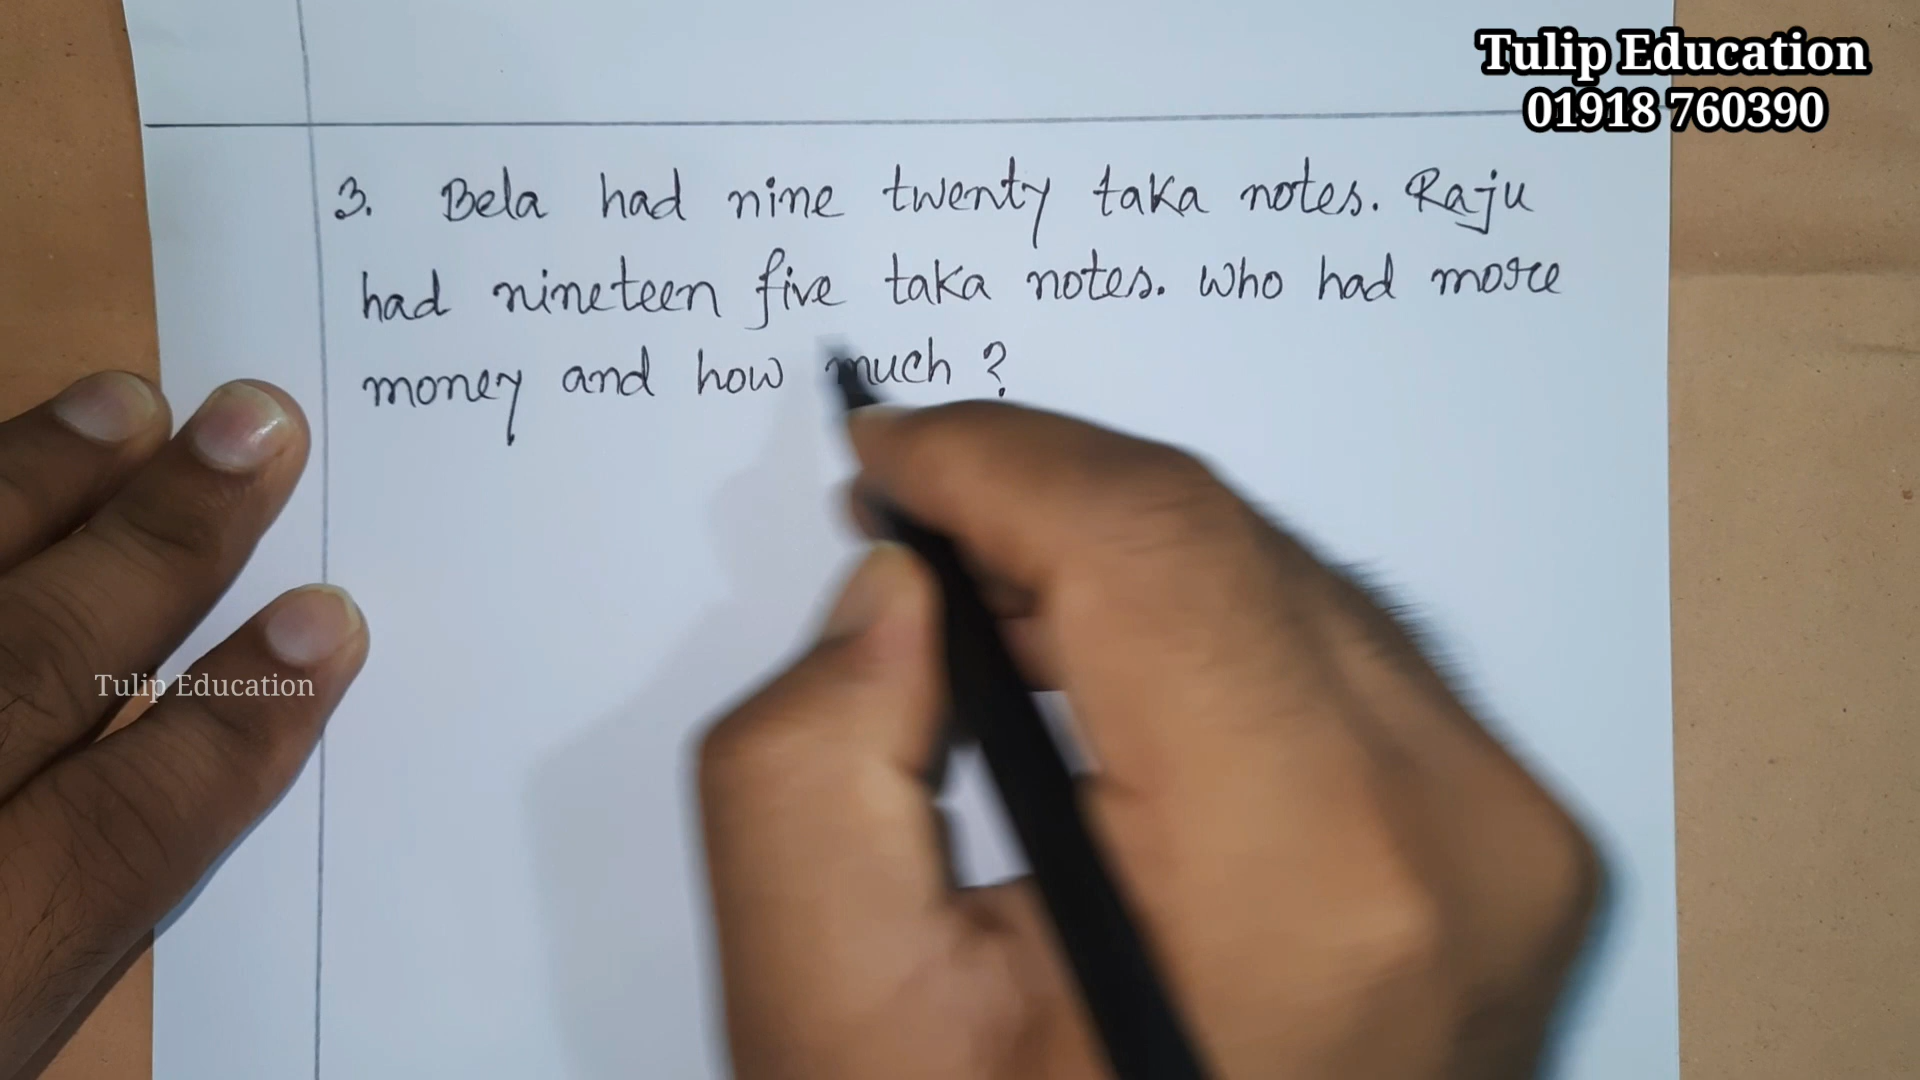 Tulip Education
01918 760390
3. Bela had nine twenty taka notes. Raju
had nineteen five taka notes. Who had more
money and how much?
Tulip Education